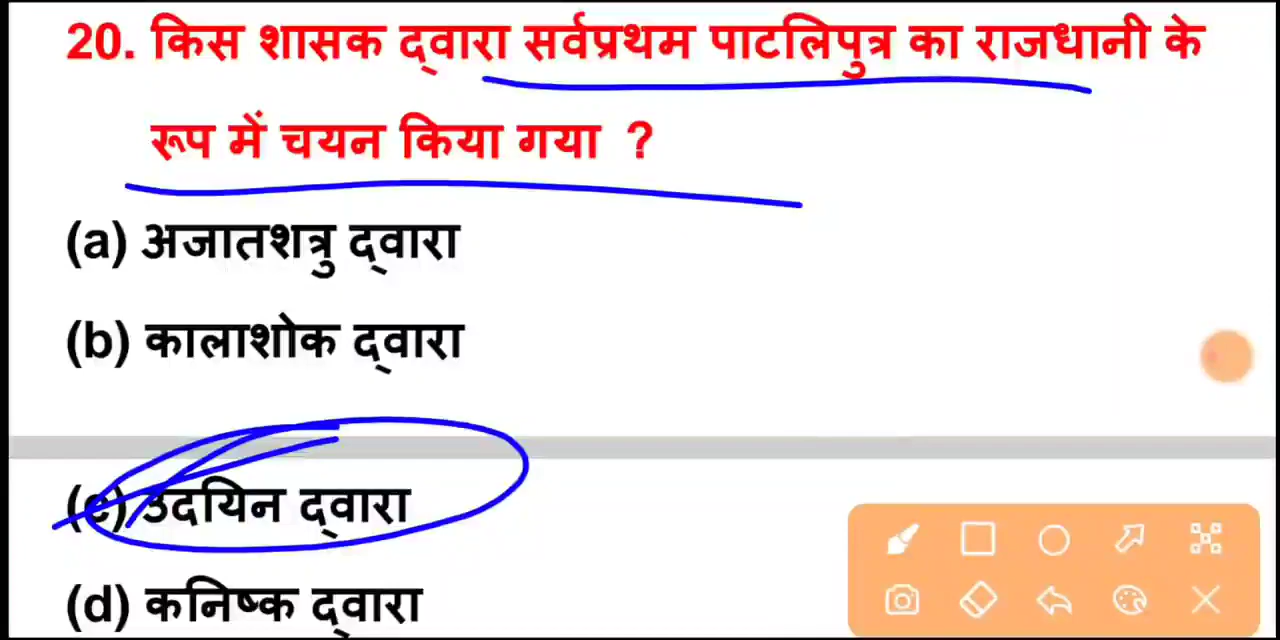 20. किस शासक द्वारा सर्वप्रथम पाटलिपुत्र का राजधानी के
रूप में चयन किया गया ?
(a) अजातशत्रु द्वारा
(b) कालाशोक द्वारा
(c) उदयिन द्वारा
(d) कनिष्क द्वारा